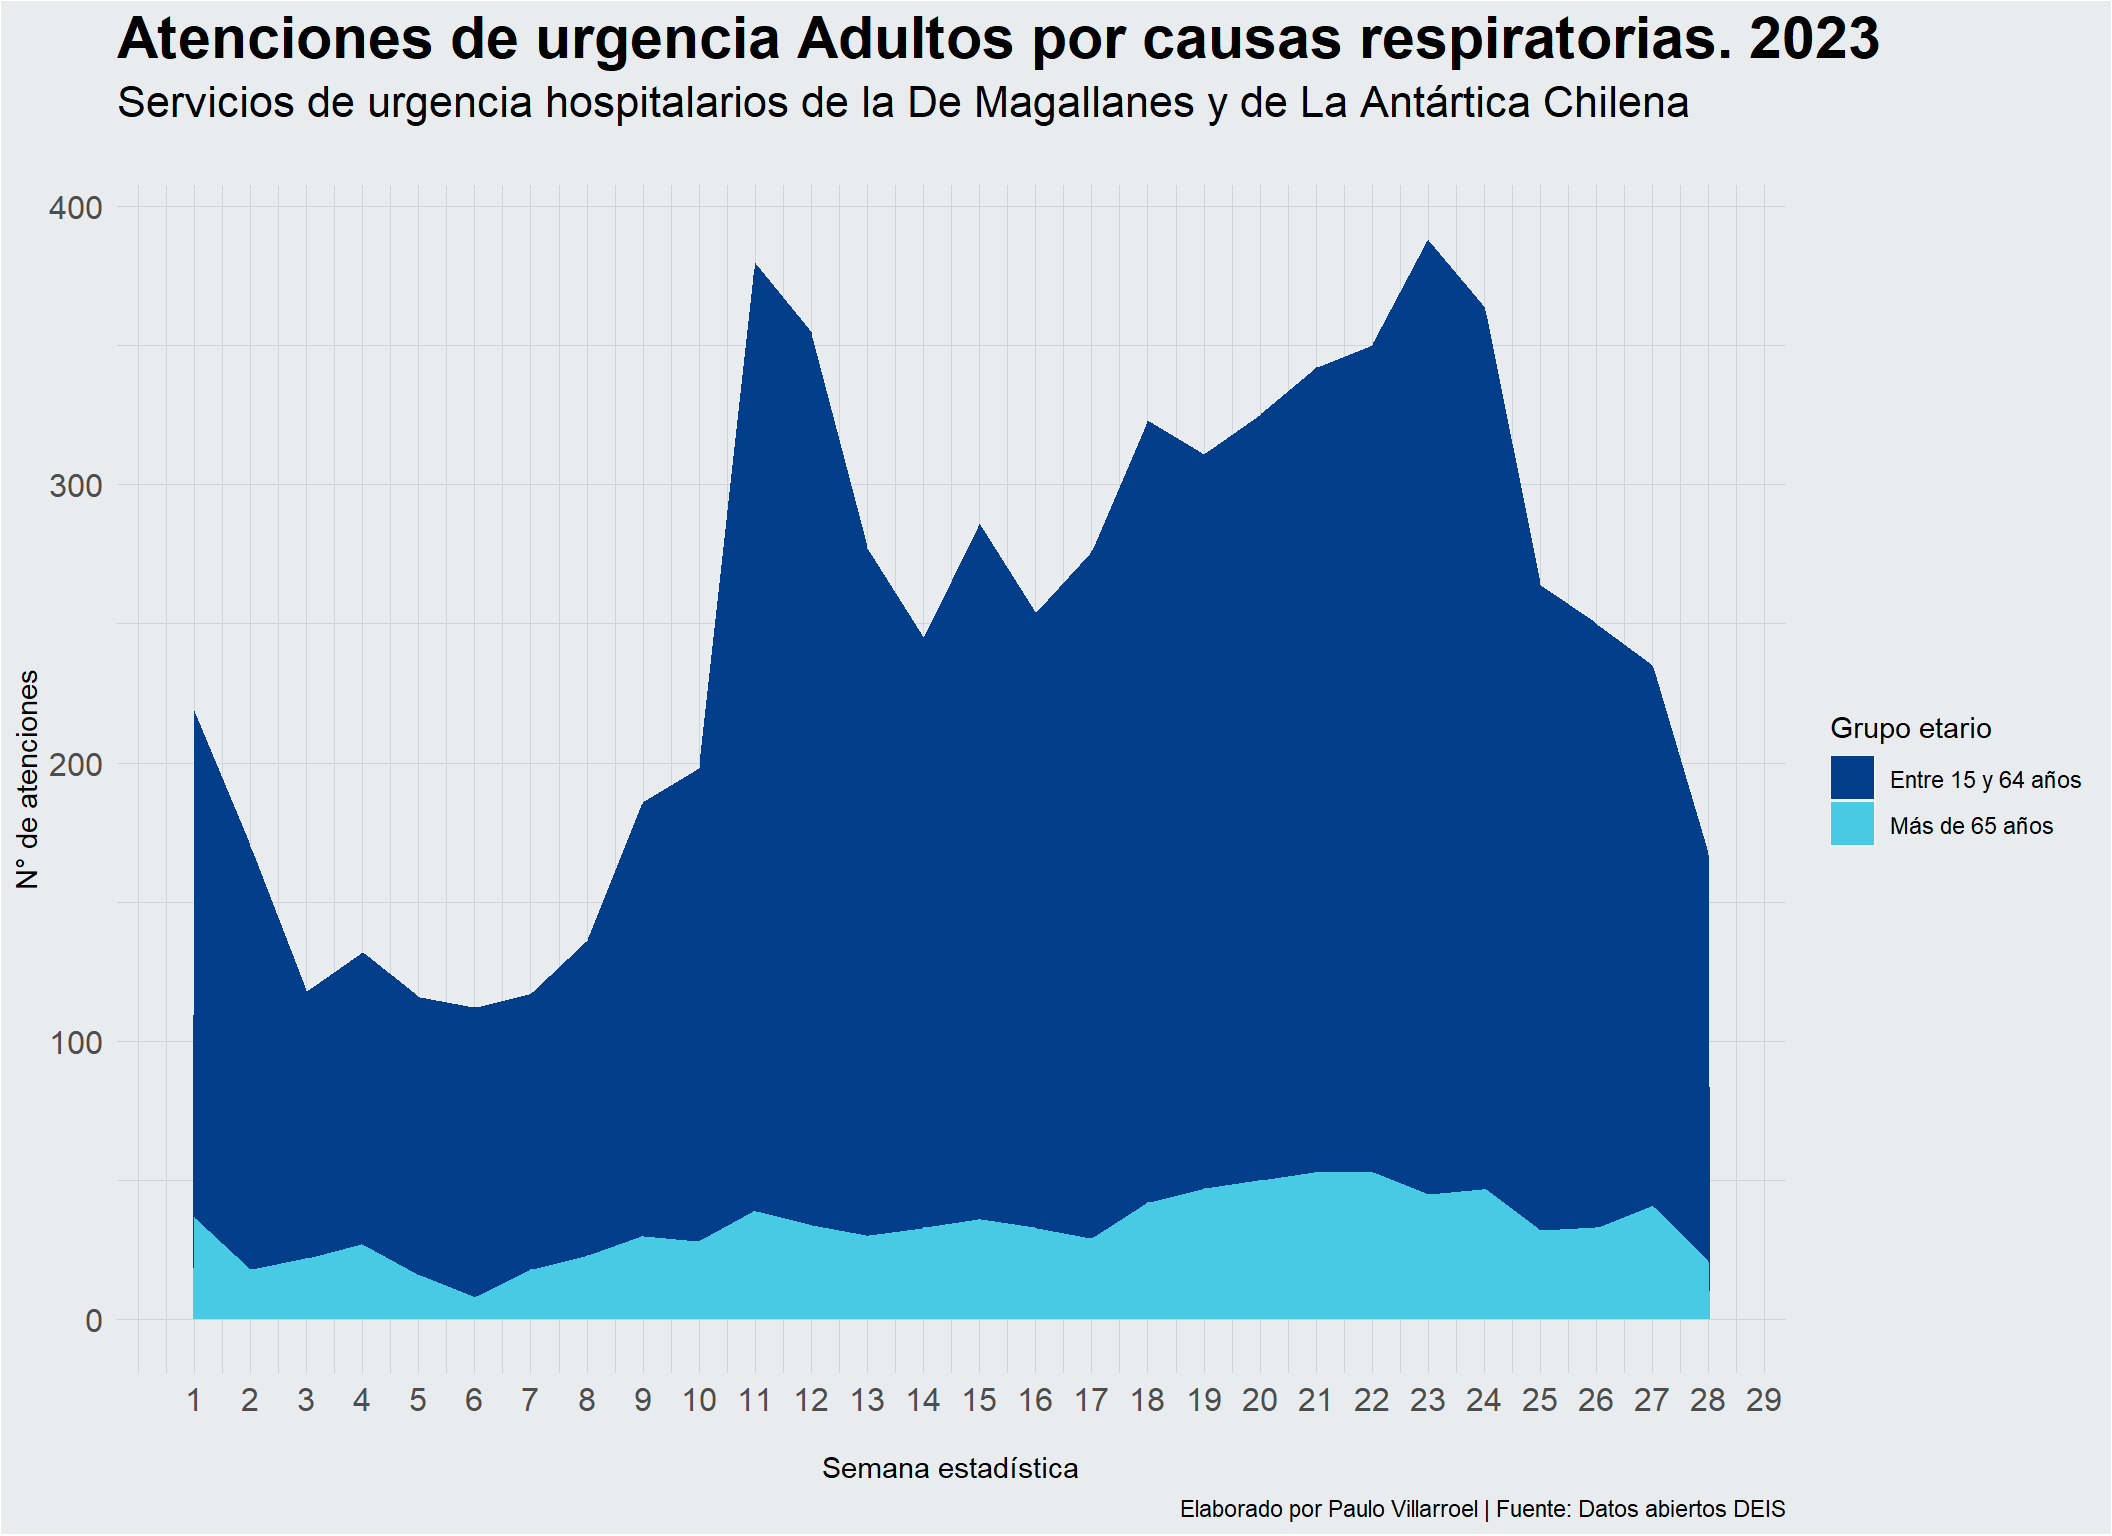 Atenciones de urgencia Adultos por causas respiratorias. 2023
Servicios de urgencia hospitalarios de la De Magallanes y de La Antártica Chilena
400
300
200
100
0
N° de atenciones
1 2 3 4 5 6 7 8 9 10 11 12 13 14 15 16 17 18 19 20 21 22 23 24 25 26 27 28 29
Semana estadística
Grupo etario
Entre 15 y 64 años
Más de 65 años
Elaborado por Paulo Villarroel | Fuente: Datos abiertos DEIS